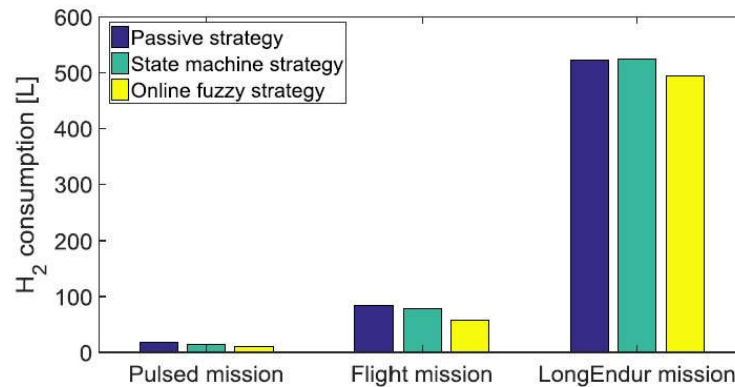 600
500
400
300
200
100
0
H2 consumption [L]
Passive strategy
State machine strategy
Online fuzzy strategy
Pulsed mission
Flight mission
LongEndur mission